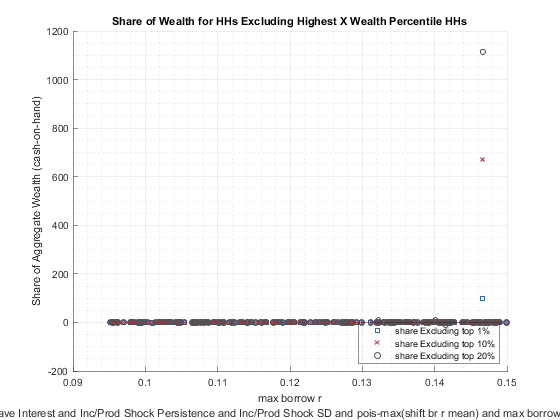 Share of Wealth for HHs Excluding Highest X Wealth Percentile HHs
Share of Aggregate Wealth (cash-on-hand)
1200
1000
800
600
400
200
0
-200
0.09
0.1
0.11
0.12
0.13
0.14
0.15
share Excluding top 1%
share Excluding top 10%
share Excluding top 20%
max borrow r
ave Interest and Inc/Prod Shock Persistence and Inc/Prod Shock SD and pois-max(shift br r mean) and max borrow